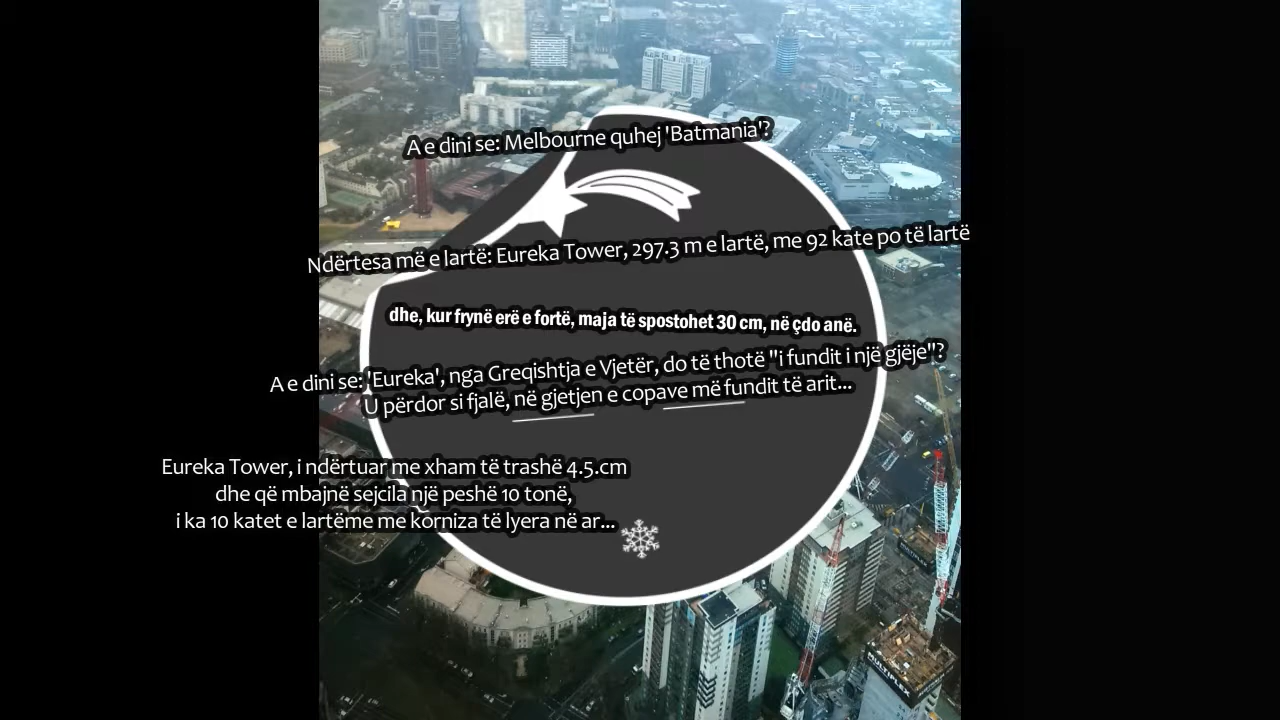 A e dini se: Melbourne quhej 'Batmania'?
Ndërtesa më e lartë: Eureka Tower, 297.3 m e lartë, me 92 kate po të lartë
dhe, kur frynë erë e fortë, maja të spostohet 30 cm, në çdo anë.
A e dini se: 'Eureka', nga Greqishtja e Vjetër, do të thotë "i fundit i një gjëje"?
U përdor si fjalë, në gjetjen e copave më fundit të arit...
Eureka Tower, i ndërtuar me xham të trashë 4.5.cm
dhe që mbajnë sejcila një peshë 10 tonë,
i ka 10 katet e lartëme me korniza të lyera në ar...
MULTIPLEX